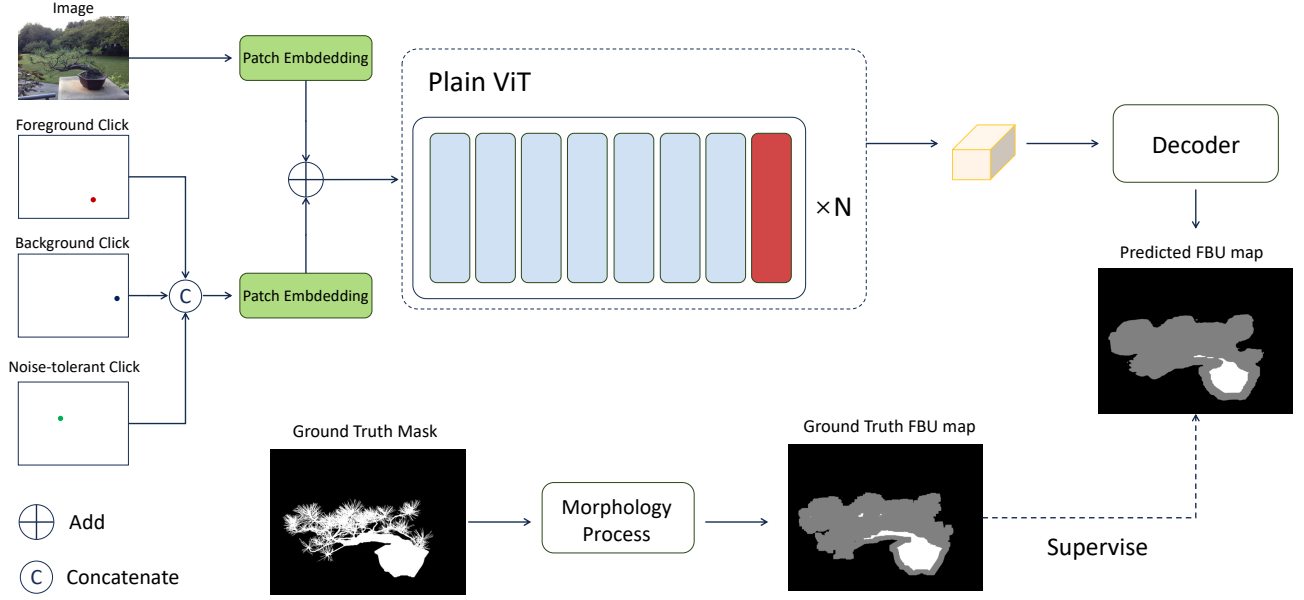 Image
Patch Embdedding
Plain ViT
Foreground Click
Decoder
×N
Background Click
Predicted FBU map
C
Patch Embdedding
Noise-tolerant Click
Ground Truth Mask
Ground Truth FBU map
Morphology
Process
Add
Supervise
C
Concatenate